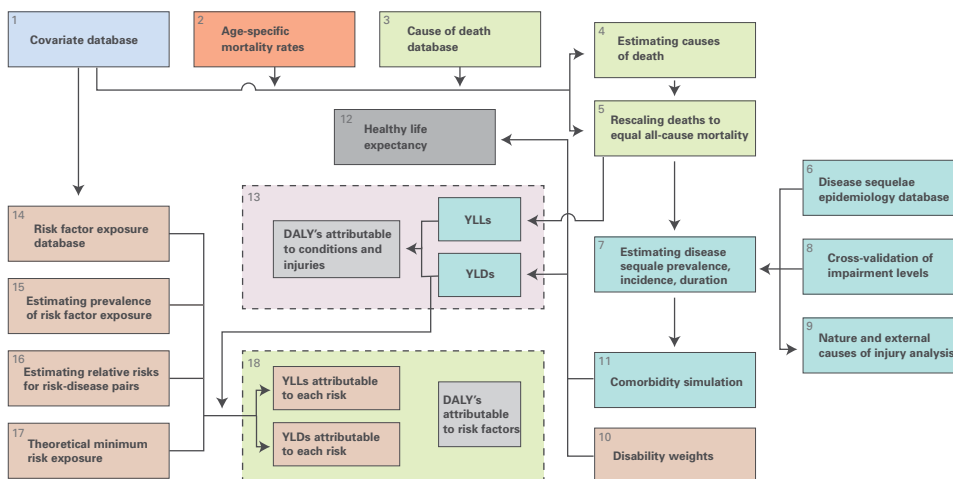 1
Covariate database
2
Age-specific
mortality rates
3
Cause of death
database
4
Estimating causes
of death
5
Rescaling deaths to
equal all-cause mortality
12
Healthy life
expectancy
6
Disease sequelae
epidemiology database
13
YLLs
DALY's attributable
to conditions and
injuries
YLDs
14
Risk factor exposure
database
7
Estimating disease
sequale prevalence,
incidence, duration
8
Cross-validation of
impairment levels
15
Estimating prevalence
of risk factor exposure
9
Nature and external
causes of injury analysis
16
Estimating relative risks
for risk-disease pairs
18
YLLs attributable
to each risk
DALY's
attributable
to risk factors
YLDs attributable
to each risk
11
Comorbidity simulation
17
Theoretical minimum
risk exposure
10
Disability weights